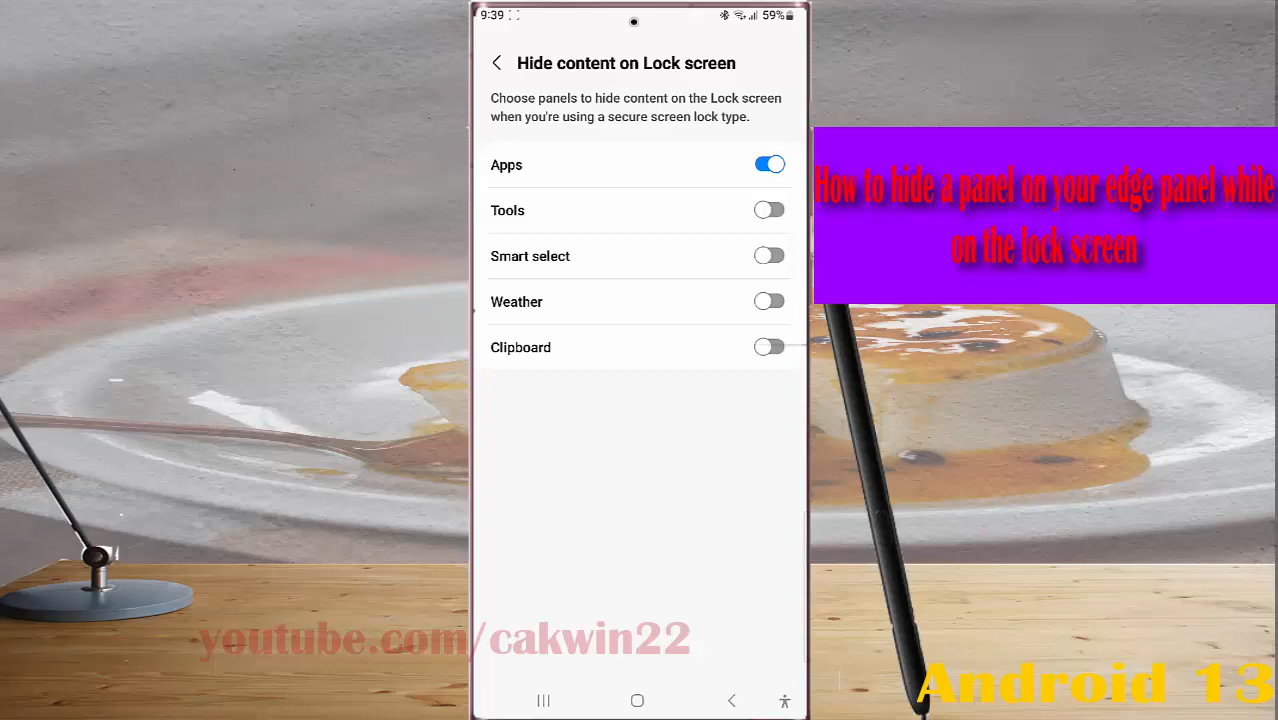 9:39
59%
Hide content on Lock screen
Choose panels to hide content on the Lock screen
when you're using a secure screen lock type.
Apps
Tools
Smart select
Weather
Clipboard
How to hide a panel on your edge panel while
on the lock screen
youtube.com/cakwin22
Android 13